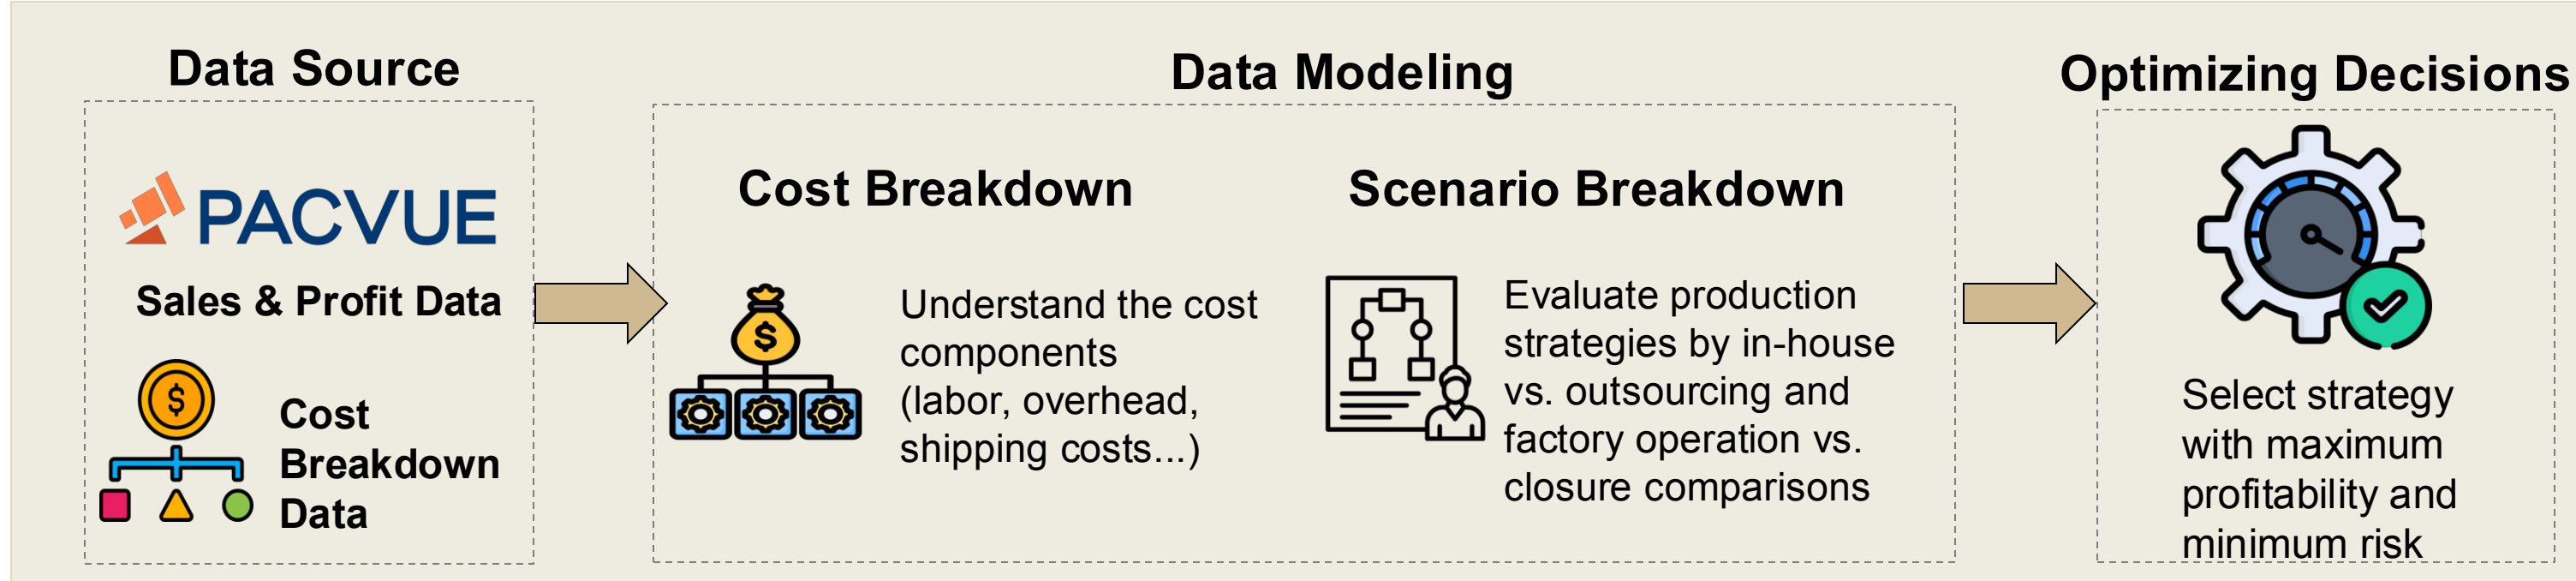 Data Source
PACVUE
Sales & Profit Data
$
Cost
Breakdown
Data
Data Modeling
Cost Breakdown
$
Understand the cost
components
(labor, overhead,
shipping costs...)
Scenario Breakdown
Evaluate production
strategies by in-house
vs. outsourcing and
factory operation vs.
closure comparisons
Optimizing Decisions
Select strategy
with maximum
profitability and
minimum risk